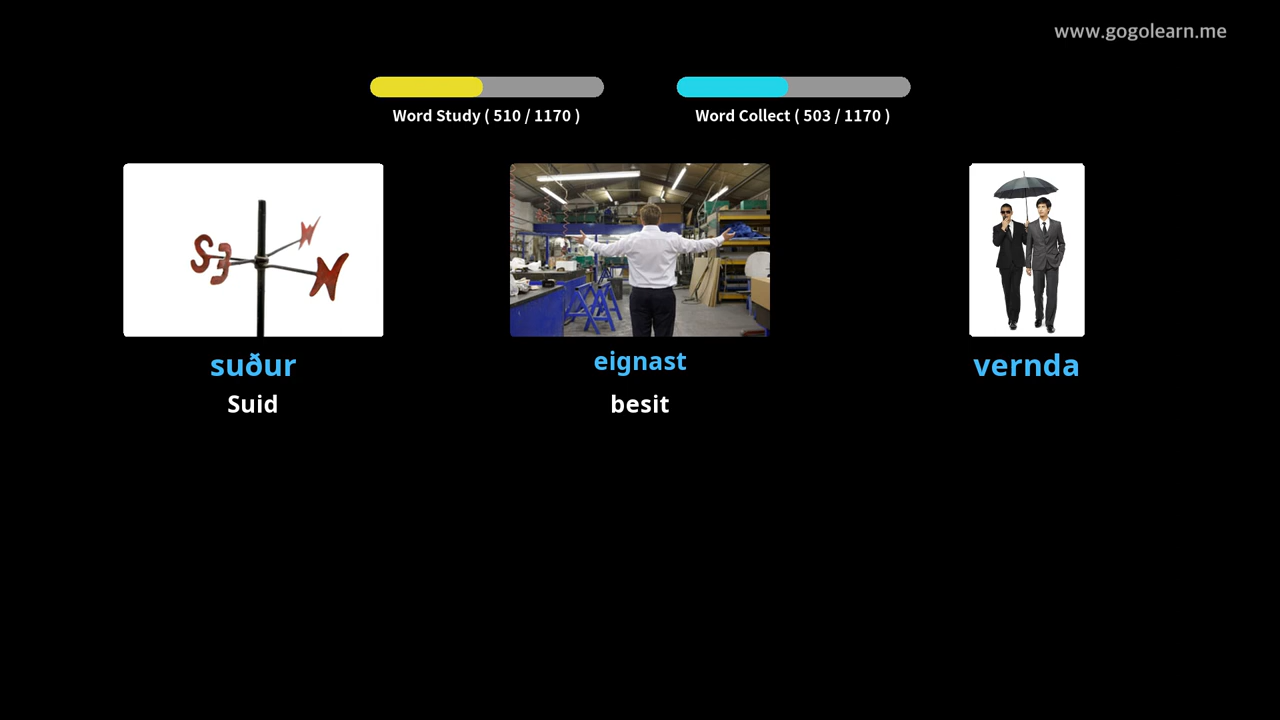 www.gogolearn.me
Word Study ( 510 / 1170 )
Word Collect ( 503 / 1170 )
S E N W
suður
eignast
vernda
Suid
besit